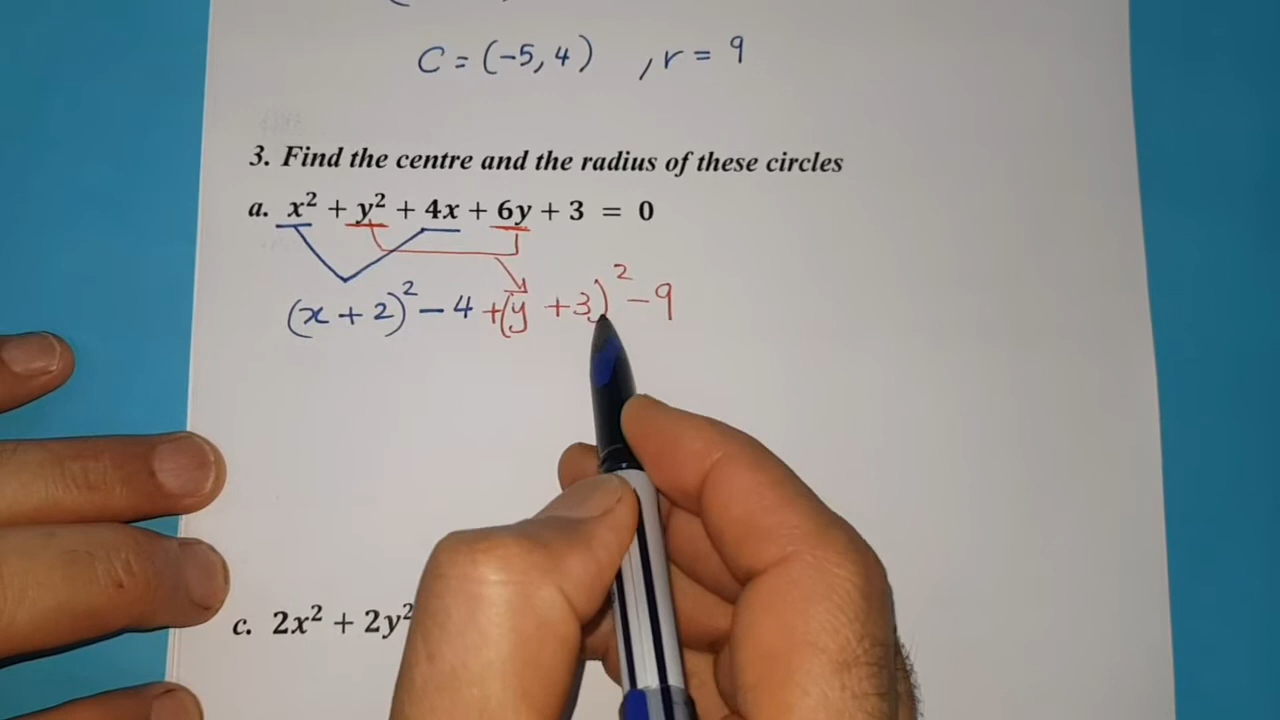 C = (-5, 4) , r = 9
3. Find the centre and the radius of these circles
a. x² + y² + 4x + 6y + 3 = 0
(x + 2)² - 4 + (y + 3)² - 9
c. 2x² + 2y²